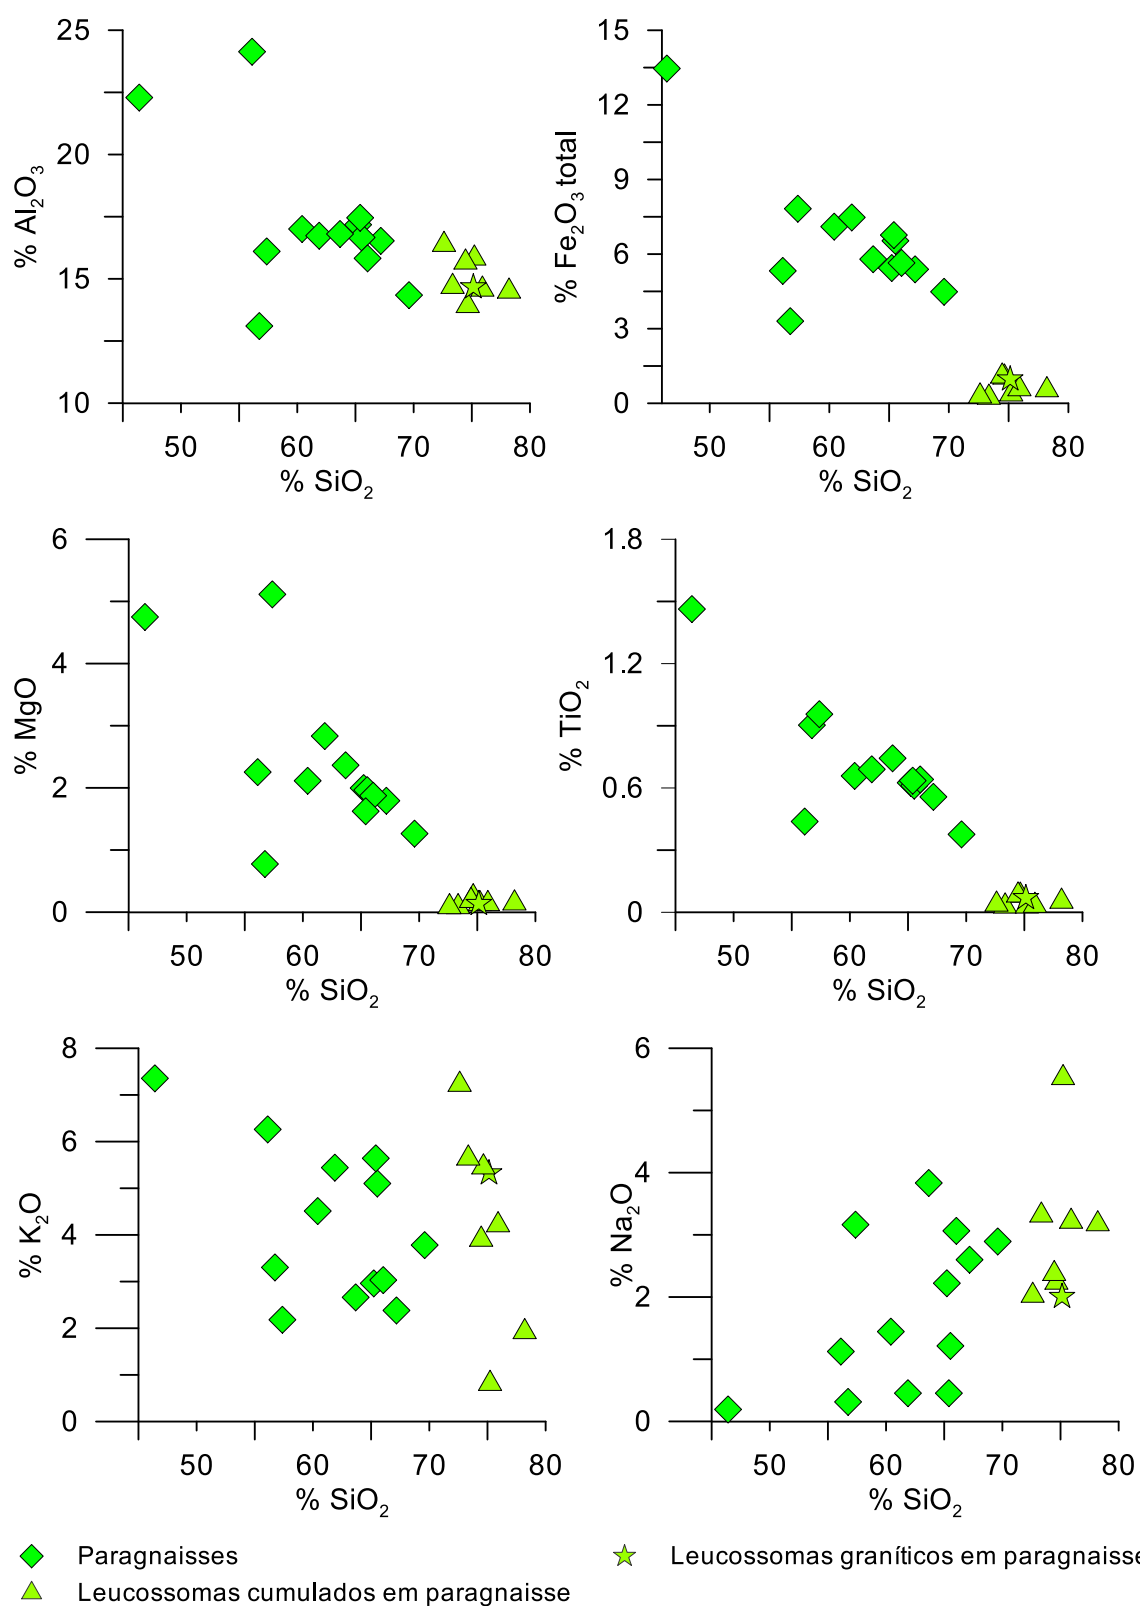 25
20
15
10
% Al₂O₃
50 60 70 80
% SiO₂
15
12
9
6
3
0
% Fe₂O₃ total
50 60 70 80
% SiO₂
6
4
2
0
% MgO
50 60 70 80
% SiO₂
1.8
1.2
0.6
0
% TiO₂
50 60 70 80
% SiO₂
8
6
4
2
0
% K₂O
50 60 70 80
% SiO₂
6
4
2
0
% Na₂O
50 60 70 80
% SiO₂
Paragnaisses
Leucossomas graníticos em paragnaisse
Leucossomas cumulados em paragnaisse